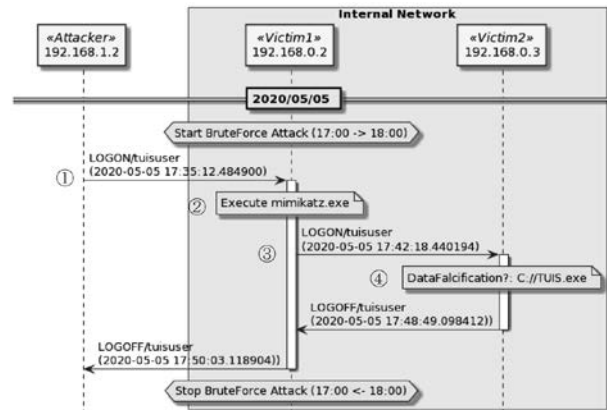 Internal Network
«Attacker»
192.168.1.2
«Victim1»
192.168.0.2
«Victim2»
192.168.0.3
2020/05/05
Start BruteForce Attack (17:00 -> 18:00)
LOGON/tuisuser
① (2020-05-05 17:35:12.484900)
② Execute mimikatz.exe
LOGON/tuisuser
③ (2020-05-05 17:42:18.440194)
④ DataFalcification?: C://TUIS.exe
LOGOFF/tuisuser
(2020-05-05 17:48:49.098412))
LOGOFF/tuisuser
(2020-05-05 17:50:03.118904))
Stop BruteForce Attack (17:00 <- 18:00)